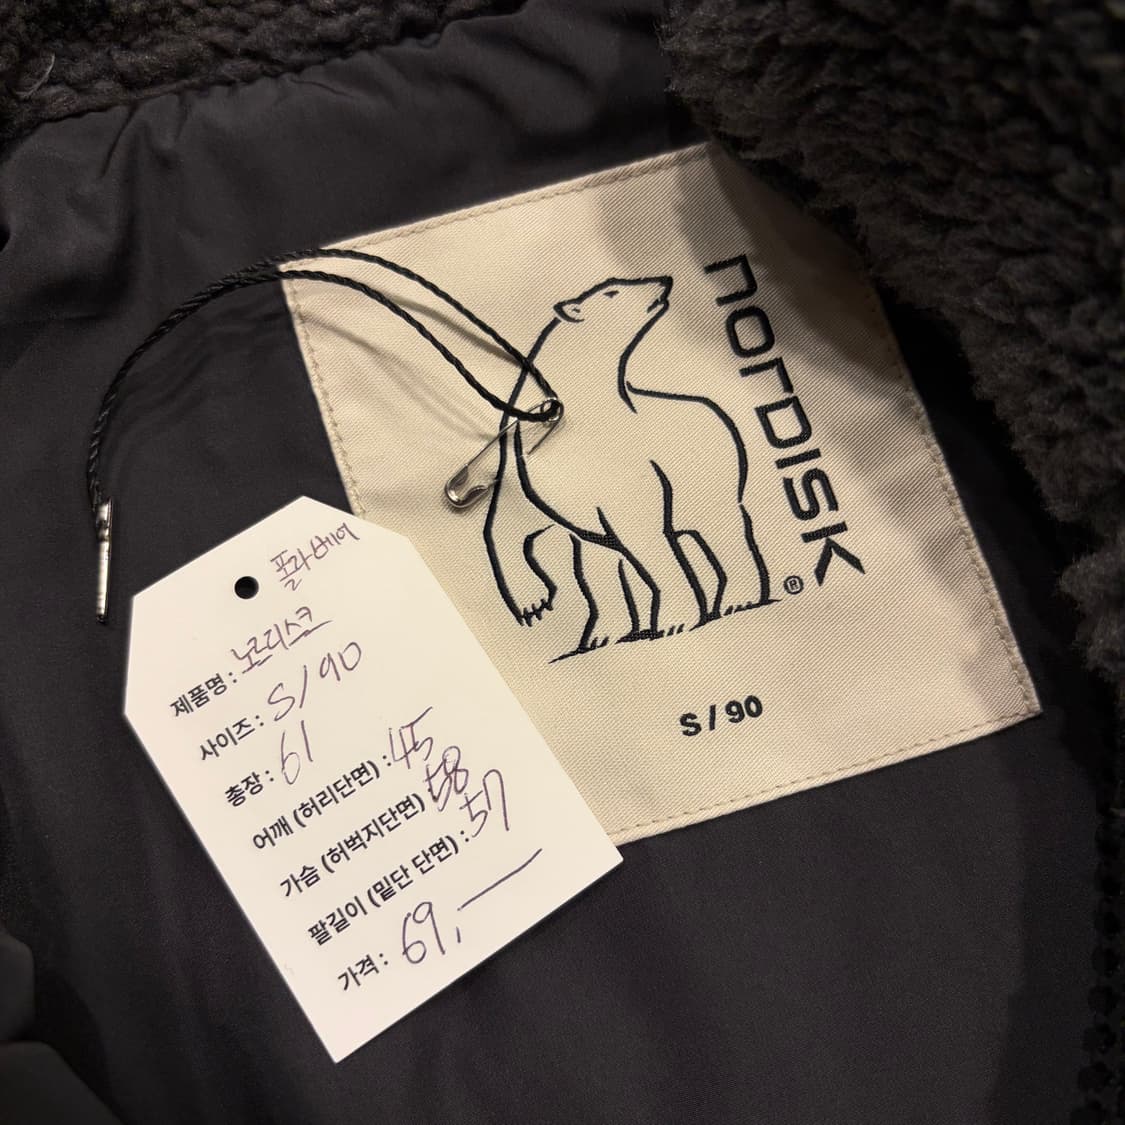 nordisk
®
S / 90
폴라베어
제품명 : 노르디스크
사이즈 : S / 90
총장 : 61
어깨 (허리단면) : 45
가슴 (허벅지단면) 58
팔길이 (밑단 단면) : 57
가격 : 69,—